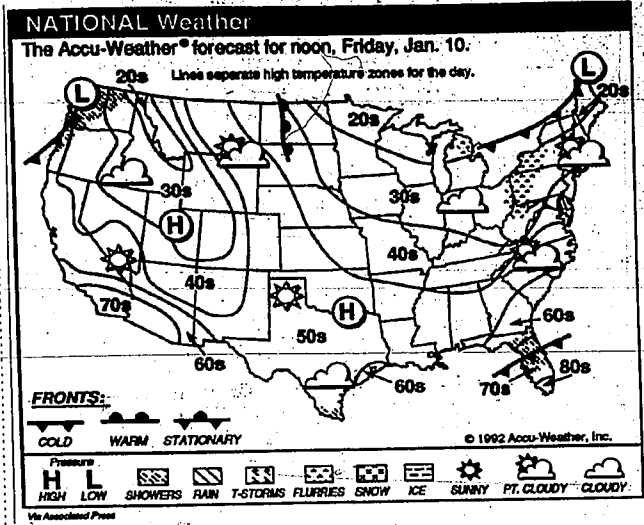 NATIONAL Weather
The Accu-Weather® forecast for noon, Friday, Jan. 10.
Lines separate high temperature zones for the day.
L
20s
L
20s
20s
30s
30s
H
40s
40s
70s
H
50s
60s
60s
60s
70s
80s
FRONTS:
COLD WARM STATIONARY
© 1992 Accu-Weather, Inc.
Pressure
H L
HIGH LOW SHOWERS RAIN T-STORMS FLURRIES SNOW ICE SUNNY PT. CLOUDY CLOUDY
Via Associated Press